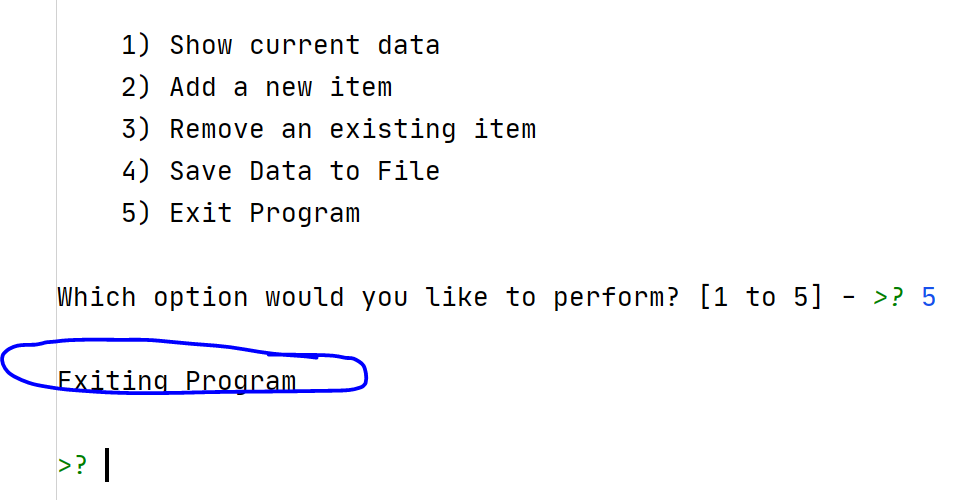 1) Show current data
2) Add a new item
3) Remove an existing item
4) Save Data to File
5) Exit Program
Which option would you like to perform? [1 to 5] - >? 5
Exiting Program
>?